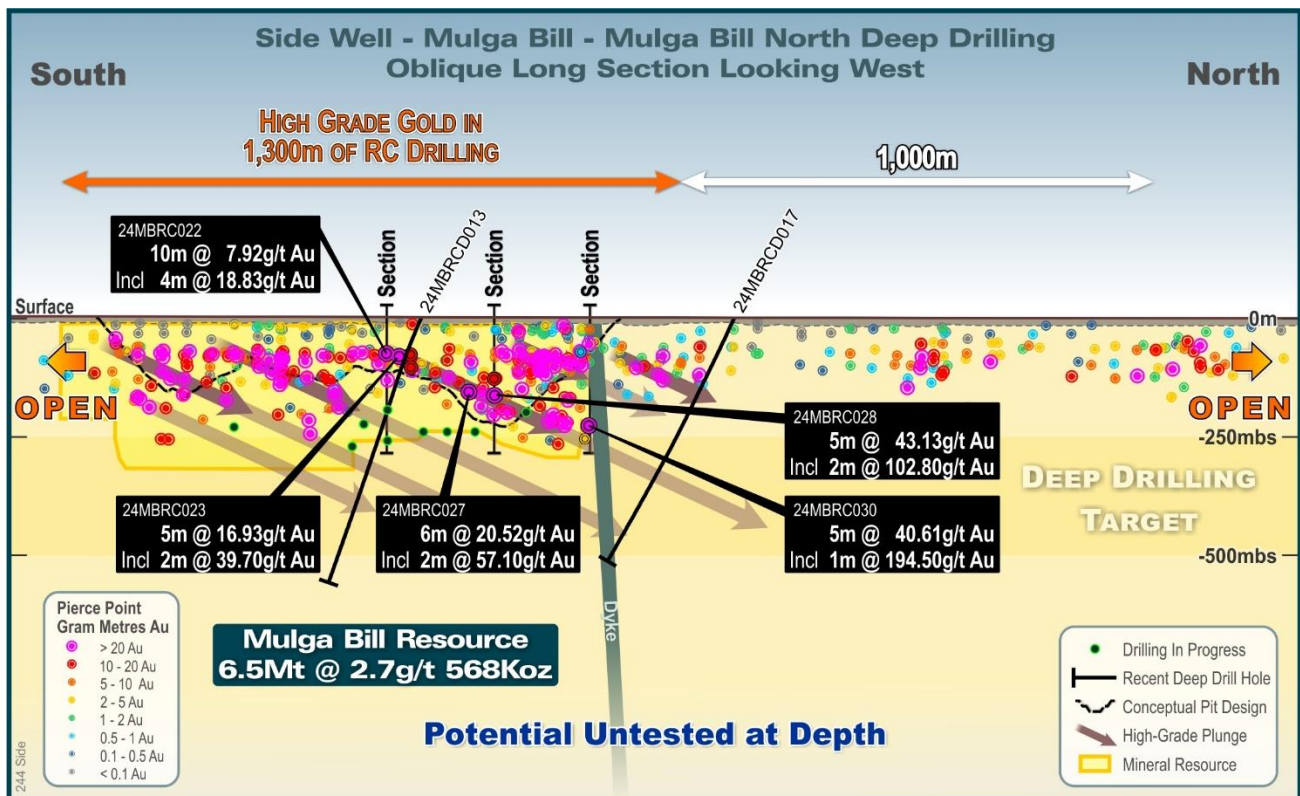 Side Well - Mulga Bill - Mulga Bill North Deep Drilling
Oblique Long Section Looking West
South
North
HIGH GRADE GOLD IN
1,300m OF RC DRILLING
1,000m
24MBRC022
10m @ 7.92g/t Au
Incl 4m @ 18.83g/t Au
Section
24MBRCD013
Section
Section
24MBRCD017
Surface
0m
OPEN
OPEN
-250mbs
24MBRC028
5m @ 43.13g/t Au
Incl 2m @ 102.80g/t Au
DEEP DRILLING
TARGET
24MBRC023
5m @ 16.93g/t Au
Incl 2m @ 39.70g/t Au
24MBRC027
6m @ 20.52g/t Au
Incl 2m @ 57.10g/t Au
24MBRC030
5m @ 40.61g/t Au
Incl 1m @ 194.50g/t Au
-500mbs
Dyke
Pierce Point
Gram Metres Au
> 20 Au
10 - 20 Au
5 - 10 Au
2 - 5 Au
1 - 2 Au
0.5 - 1 Au
0.1 - 0.5 Au
< 0.1 Au
Mulga Bill Resource
6.5Mt @ 2.7g/t 568Koz
Potential Untested at Depth
Drilling In Progress
Recent Deep Drill Hole
Conceptual Pit Design
High-Grade Plunge
Mineral Resource
244 Side